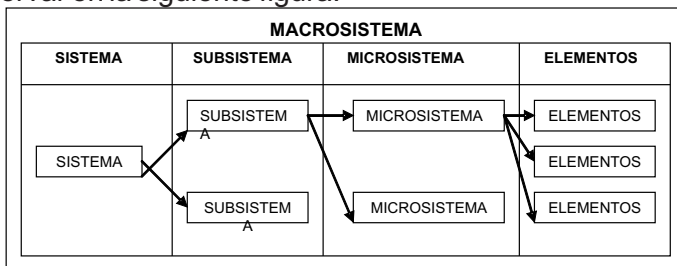 MACROSISTEMA
SISTEMA SUBSISTEMA MICROSISTEMA ELEMENTOS
SUBSISTEM
A
MICROSISTEMA
ELEMENTOS
SISTEMA
ELEMENTOS
SUBSISTEM
A
MICROSISTEMA
ELEMENTOS